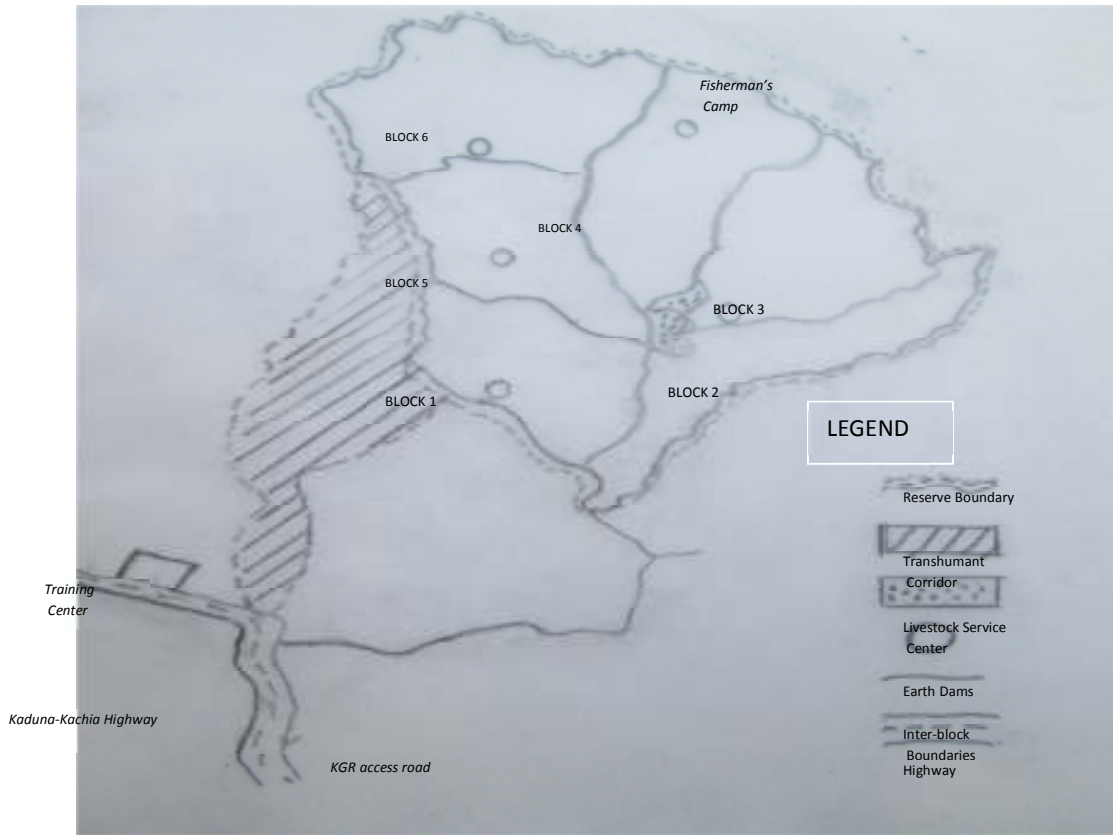 Fisherman's
Camp
BLOCK 6
BLOCK 4
BLOCK 5
BLOCK 3
BLOCK 1
BLOCK 2
LEGEND
Reserve Boundary
Transhumant
Corridor
Livestock Service
Center
Earth Dams
Inter-block
Boundaries
Highway
Training
Center
Kaduna-Kachia Highway
KGR access road